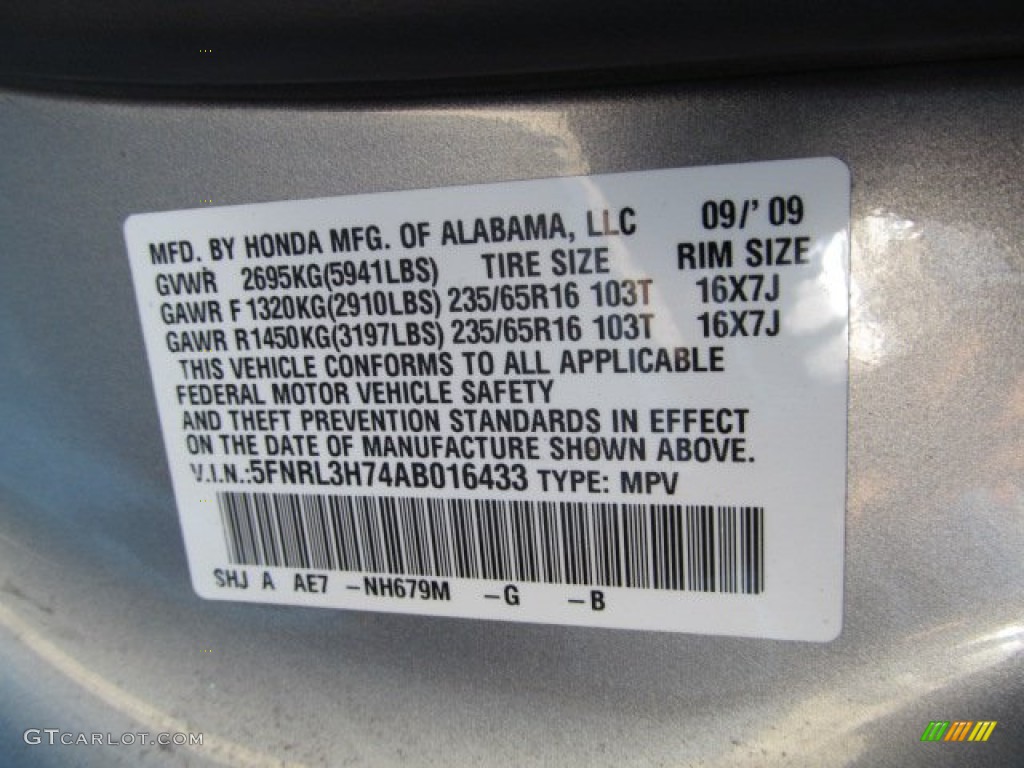 MFD. BY HONDA MFG. OF ALABAMA, LLC 09/' 09
GVWR 2695KG(5941LBS) TIRE SIZE RIM SIZE
GAWR F 1320KG(2910LBS) 235/65R16 103T 16X7J
GAWR R1450KG(3197LBS) 235/65R16 103T 16X7J
THIS VEHICLE CONFORMS TO ALL APPLICABLE
FEDERAL MOTOR VEHICLE SAFETY
AND THEFT PREVENTION STANDARDS IN EFFECT
ON THE DATE OF MANUFACTURE SHOWN ABOVE.
V.I.N.:5FNRL3H74AB016433 TYPE: MPV
SHJ A AE7 -NH679M -G -B
GTCARLOT.COM